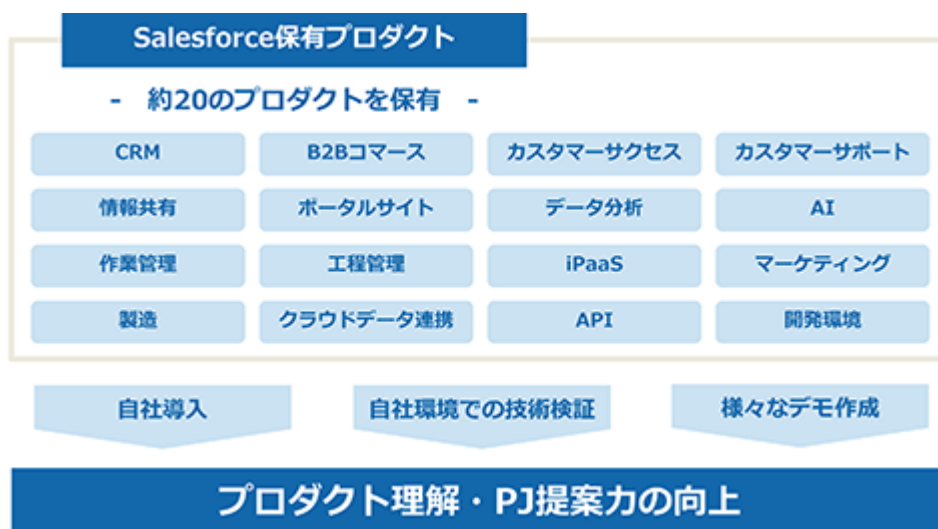 Salesforce保有プロダクト
- 約20のプロダクトを保有 -
CRM
B2Bコマース
カスタマーサクセス
カスタマーサポート
情報共有
ポータルサイト
データ分析
AI
作業管理
工程管理
iPaaS
マーケティング
製造
クラウドデータ連携
API
開発環境
自社導入
自社環境での技術検証
様々なデモ作成
プロダクト理解・PJ提案力の向上